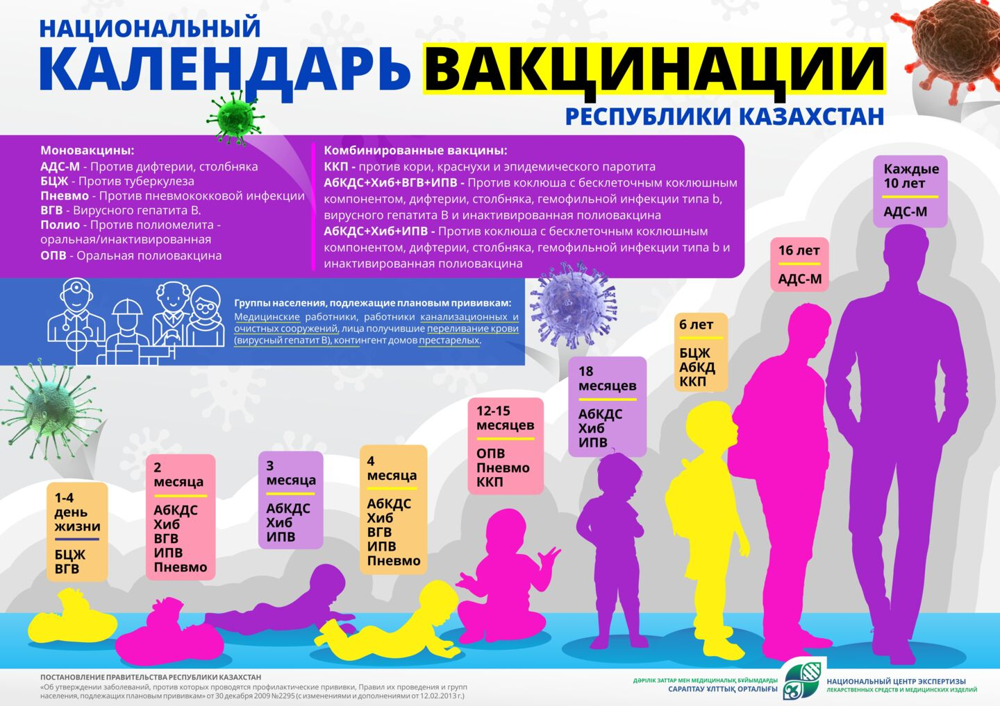 НАЦИОНАЛЬНЫЙ
КАЛЕНДАРЬ ВАКЦИНАЦИИ
РЕСПУБЛИКИ КАЗАХСТАН
Моновакцины:
АДС-М - Против дифтерии, столбняка
БЦЖ - Против туберкулеза
Пневмо - Против пневмококковой инфекции
ВГВ - Вирусного гепатита В.
Полио - Против полиомелита -
оральная/инактивированная
ОПВ - Оральная полиовакцина
Комбинированные вакцины:
ККП - против кори, краснухи и эпидемического паротита
АбКДС+Хиб+ВГВ+ИПВ - Против коклюша с бесклеточным коклюшным
компонентом, дифтерии, столбняка, гемофильной инфекции типа b,
вирусного гепатита В и инактивированная полиовакцина
АбКДС+Хиб+ИПВ - Против коклюша с бесклеточным коклюшным
компонентом, дифтерии, столбняка, гемофильной инфекции типа b и
инактивированная полиовакцина
Группы населения, подлежащие плановым прививкам:
Медицинские работники, работники канализационных и
очистных сооружений, лица получившие переливание крови
(вирусный гепатит В), контингент домов престарелых.
1-4
день
жизни
БЦЖ
ВГВ
2
месяца
АбКДС
Хиб
ВГВ
ИПВ
Пневмо
3
месяца
АбКДС
Хиб
ИПВ
4
месяца
АбКДС
Хиб
ВГВ
ИПВ
Пневмо
12-15
месяцев
ОПВ
Пневмо
ККП
18
месяцев
АбКДС
Хиб
ИПВ
6 лет
БЦЖ
АбКД
ККП
16 лет
АДС-М
Каждые
10 лет
АДС-М
ПОСТАНОВЛЕНИЕ ПРАВИТЕЛЬСТВА РЕСПУБЛИКИ КАЗАХСТАН
«Об утверждении заболеваний, против которых проводятся профилактические прививки, Правил их проведения и групп
населения, подлежащих плановым прививкам» от 30 декабря 2009 №2295 (с изменениями и дополнениями от 12.02.2013 г.)
ДӘРІЛІК ЗАТТАР МЕН МЕДИЦИНАЛЫҚ БҰЙЫМДАРДЫ
САРАПТАУ ҰЛТТЫҚ ОРТАЛЫҒЫ
НАЦИОНАЛЬНЫЙ ЦЕНТР ЭКСПЕРТИЗЫ
ЛЕКАРСТВЕННЫХ СРЕДСТВ И МЕДИЦИНСКИХ ИЗДЕЛИЙ